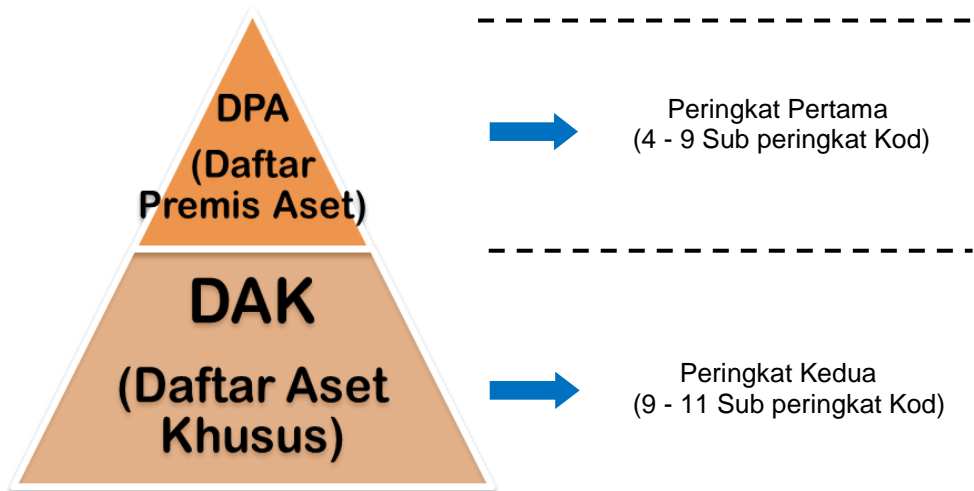 DPA
(Daftar
Premis Aset)
Peringkat Pertama
(4 - 9 Sub peringkat Kod)
DAK
(Daftar Aset
Khusus)
Peringkat Kedua
(9 - 11 Sub peringkat Kod)